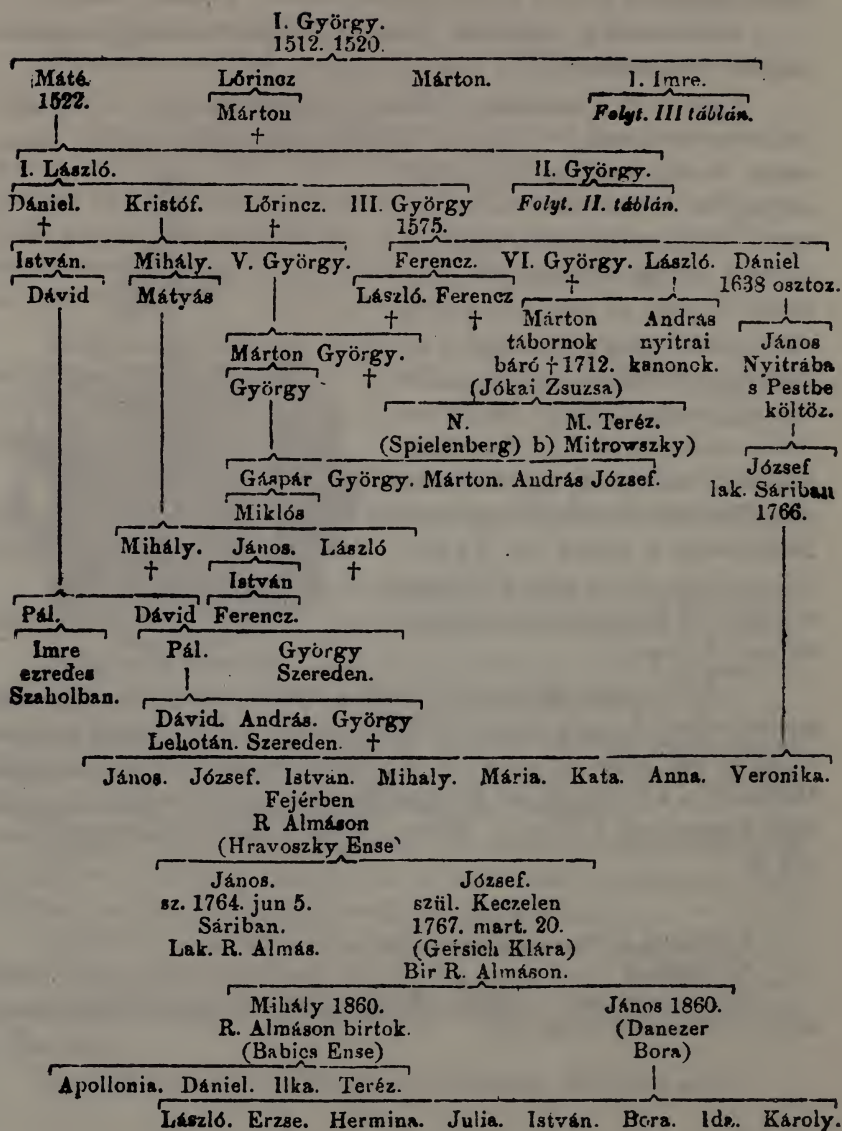 I. György.
1512. 1520.
Máté. Lőrincz Márton. I. Imre.
1522. Mártou Folyt. III táblán.
†
I. László. II. György.
Dániel. Kristóf. Lőrincz. III. György Folyt. II. táblán.
† † 1575.
István. Mihály. V. György. Ferencz. VI. György. László. Dániel
Dávid Mátyás László. Ferencz † 1638 osztoz.
† † Márton András János
tábornok nyitrai Nyitrába
Márton György. báró † 1712. kanonok. s Pestbe
György † (Jókai Zsuzsa) költöz.
N. M. Teréz.
(Spielenberg) b) Mitrowszky)
József
Gáspár György. Márton. András József. lak. Sáriban
Miklós 1766.
Mihály. János. László
† István †
Pál. Dávid Ferencz.
Imre Pál. György
ezredes Szereden.
Szaholban.
Dávid. András. György
Lehotán. Szereden. †
János. József. István. Mihaly. Mária. Kata. Anna. Veronika.
Fejérben
R Almáson
(Hravoszky Ense)
János. József.
sz. 1764. jun 5. szül. Keczelen
Sáriban. 1767. mart. 20.
Lak. R. Almás. (Gersich Klára)
Bir R. Almáson.
Mihály 1860. János 1860.
R. Almáson birtok. (Danezer
(Babics Ense) Bora)
Apollonia. Dániel. Ilka. Teréz.
László. Erzse. Hermina. Julia. István. Bora. Ida. Károly.